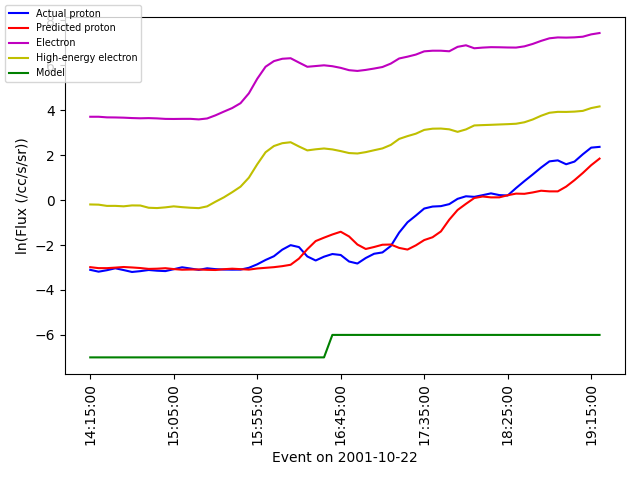 Actual proton
Predicted proton
Electron
High-energy electron
Model
4
2
0
−2
−4
−6
ln(Flux (/cc/s/sr))
14:15:00
15:05:00
15:55:00
16:45:00
17:35:00
18:25:00
19:15:00
Event on 2001-10-22